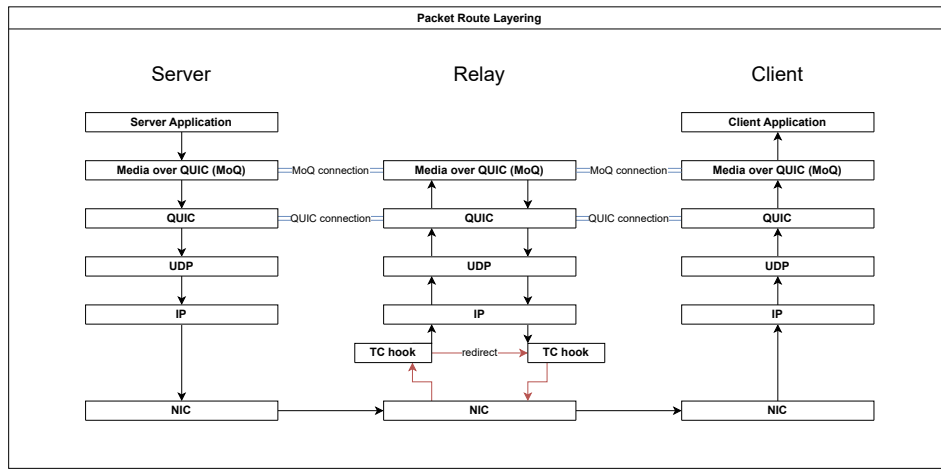 Packet Route Layering
Server
Relay
Client
Server Application
Client Application
Media over QUIC (MoQ)
MoQ connection
Media over QUIC (MoQ)
MoQ connection
Media over QUIC (MoQ)
QUIC
QUIC connection
QUIC
QUIC connection
QUIC
UDP
UDP
UDP
IP
IP
IP
TC hook
redirect
TC hook
NIC
NIC
NIC